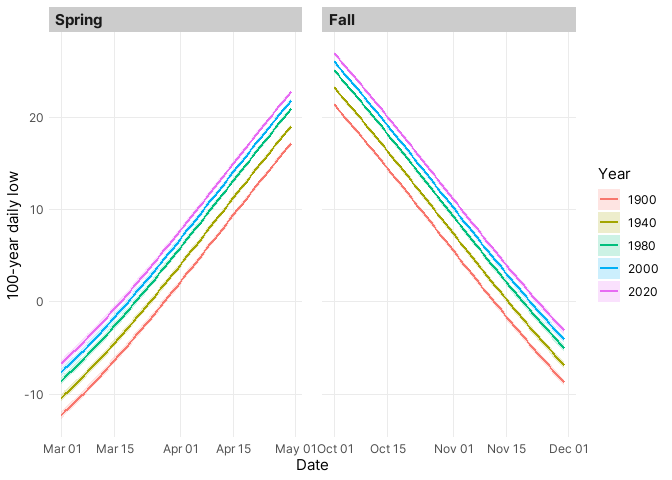 Spring Fall
100-year daily low
20
10
0
-10
Mar 01 Mar 15 Apr 01 Apr 15 May 01 Oct 01 Oct 15 Nov 01 Nov 15 Dec 01
Date
Year
1900
1940
1980
2000
2020